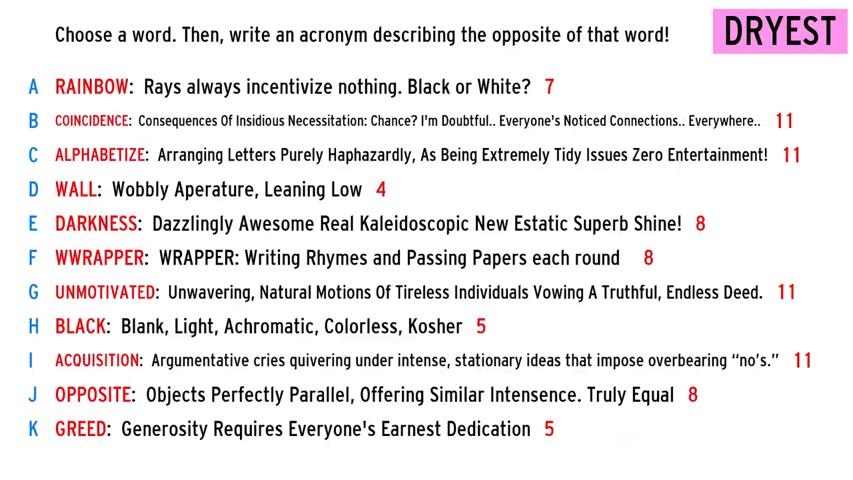 Choose a word. Then, write an acronym describing the opposite of that word!
DRYEST
A RAINBOW: Rays always incentivize nothing. Black or White? 7
B COINCIDENCE: Consequences Of Insidious Necessitation: Chance? I'm Doubtful.. Everyone's Noticed Connections.. Everywhere.. 11
C ALPHABETIZE: Arranging Letters Purely Haphazardly, As Being Extremely Tidy Issues Zero Entertainment! 11
D WALL: Wobbly Aperature, Leaning Low 4
E DARKNESS: Dazzlingly Awesome Real Kaleidoscopic New Estatic Superb Shine! 8
F WWRAPPER: WRAPPER: Writing Rhymes and Passing Papers each round 8
G UNMOTIVATED: Unwavering, Natural Motions Of Tireless Individuals Vowing A Truthful, Endless Deed. 11
H BLACK: Blank, Light, Achromatic, Colorless, Kosher 5
I ACQUISITION: Argumentative cries quivering under intense, stationary ideas that impose overbearing “no's.” 11
J OPPOSITE: Objects Perfectly Parallel, Offering Similar Intensence. Truly Equal 8
K GREED: Generosity Requires Everyone's Earnest Dedication 5